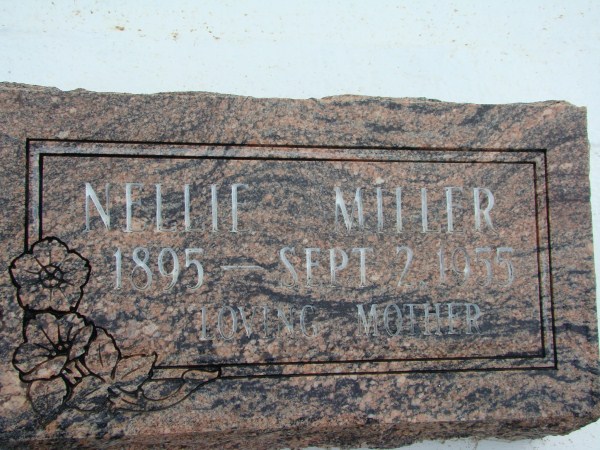 NELLIE MILLER
1895 — SEPT 2, 1955
LOVING MOTHER